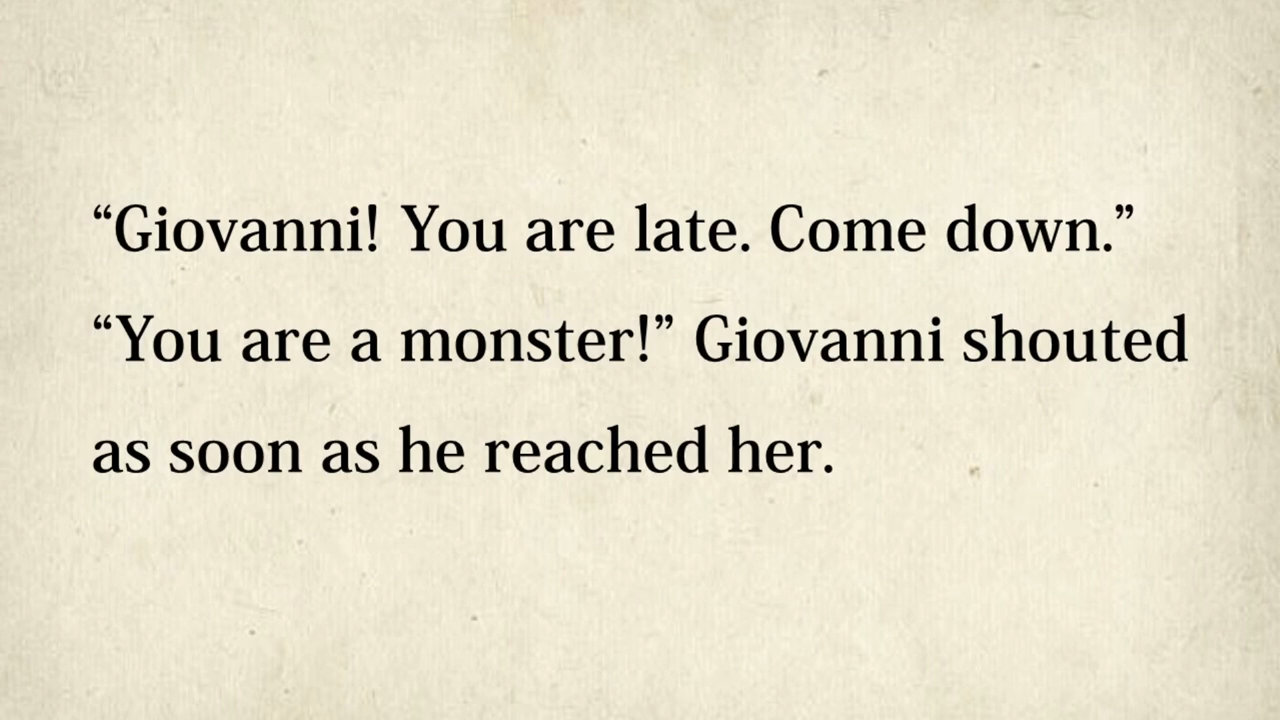 “Giovanni! You are late. Come down.”
“You are a monster!” Giovanni shouted
as soon as he reached her.